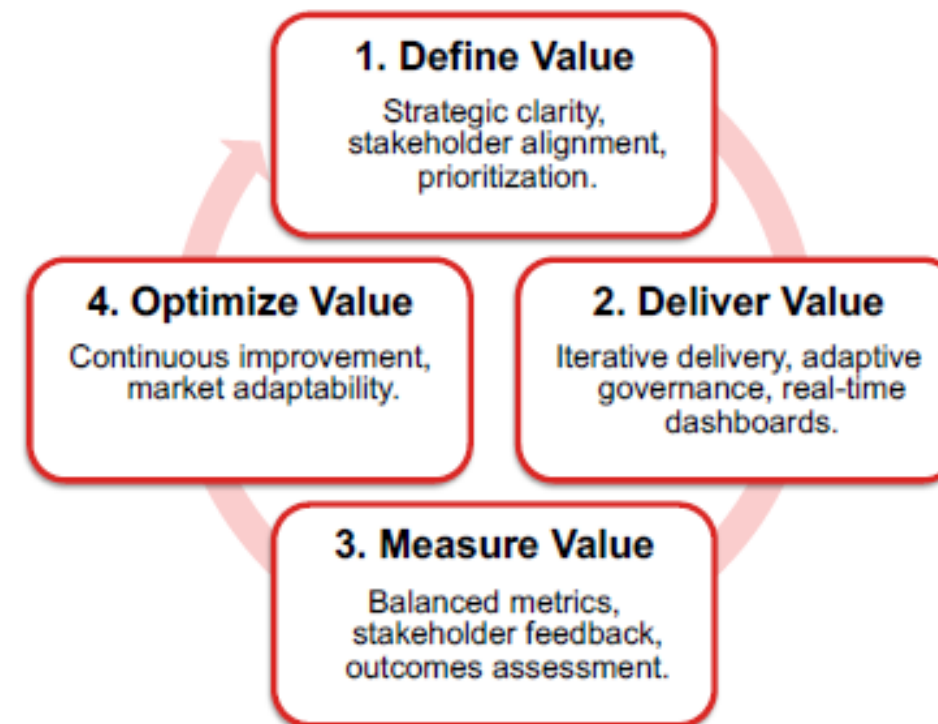 1. Define Value
Strategic clarity,
stakeholder alignment,
prioritization.
2. Deliver Value
Iterative delivery, adaptive
governance, real-time
dashboards.
3. Measure Value
Balanced metrics,
stakeholder feedback,
outcomes assessment.
4. Optimize Value
Continuous improvement,
market adaptability.